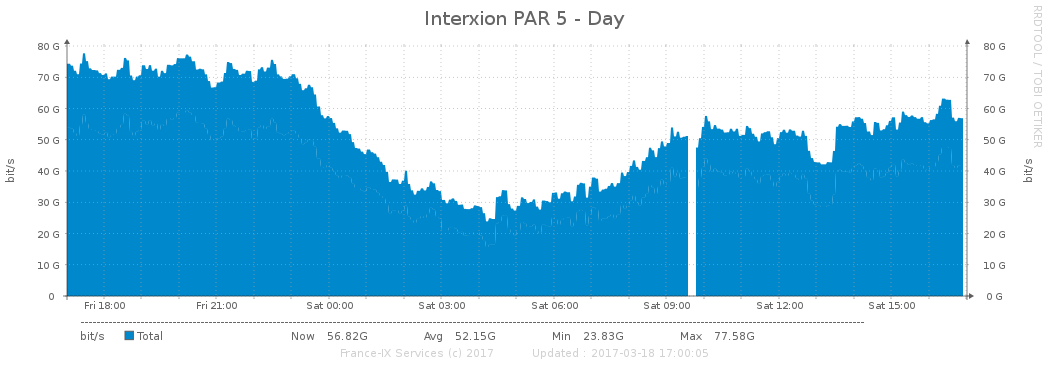 Interxion PAR 5 - Day
RRDTOOL / TOBI OETIKER
bit/s
80 G
70 G
60 G
50 G
40 G
30 G
20 G
10 G
0
80 G
70 G
60 G
50 G
40 G
30 G
20 G
10 G
0 G
bit/s
Fri 18:00 Fri 21:00 Sat 00:00 Sat 03:00 Sat 06:00 Sat 09:00 Sat 12:00 Sat 15:00
bit/s Total Now 56.82G Avg 52.15G Min 23.83G Max 77.58G
France-IX Services (c) 2017 Updated : 2017-03-18 17:00:05